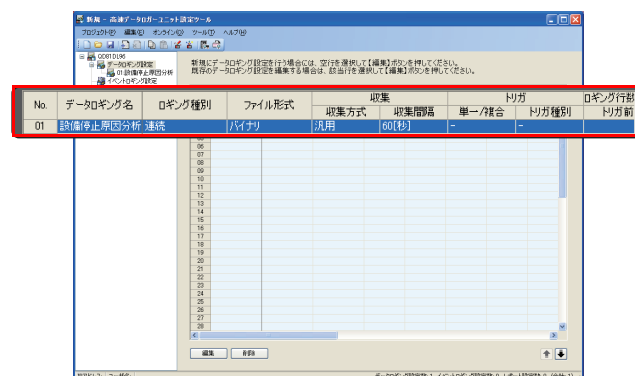 新規 - 高速データロガーユニット設定ツール
プロジェクト(P) 編集(E) オンライン(O) ツール(T) ヘルプ(H)
QD81DL96
データロギング設定
01:設備停止原因分析
イベントロギング設定
新規にデータロギング設定を行う場合には、空行を選択して【編集】ボタンを押してください。
既存のデータロギング設定を編集する場合は、該当行を選択して【編集】ボタンを押してください。
No. データロギング名 ロギング種別 ファイル形式 収集 トリガ ロギング行数
収集方式 収集間隔 単一/複合 トリガ種別 トリガ前
01 設備停止原因分析 連続 バイナリ 汎用 60[秒] - -
06
07
08
09
10
11
12
13
14
15
16
17
18
19
20
21
22
23
24
25
26
27
28
編集 削除